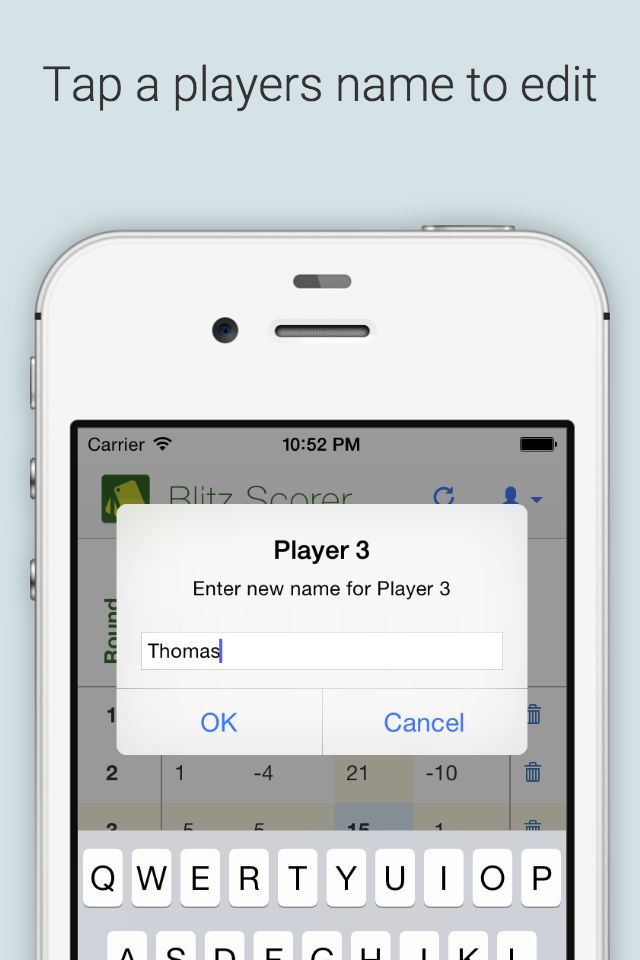 Tap a players name to edit
Carrier 10:52 PM
Blitz Scorer
Player 3
Enter new name for Player 3
Round
Thomas
OK Cancel
1
2 1 -4 21 -10
3 5 5 15 1
Q W E R T Y U I O P
A S D F G H J K L